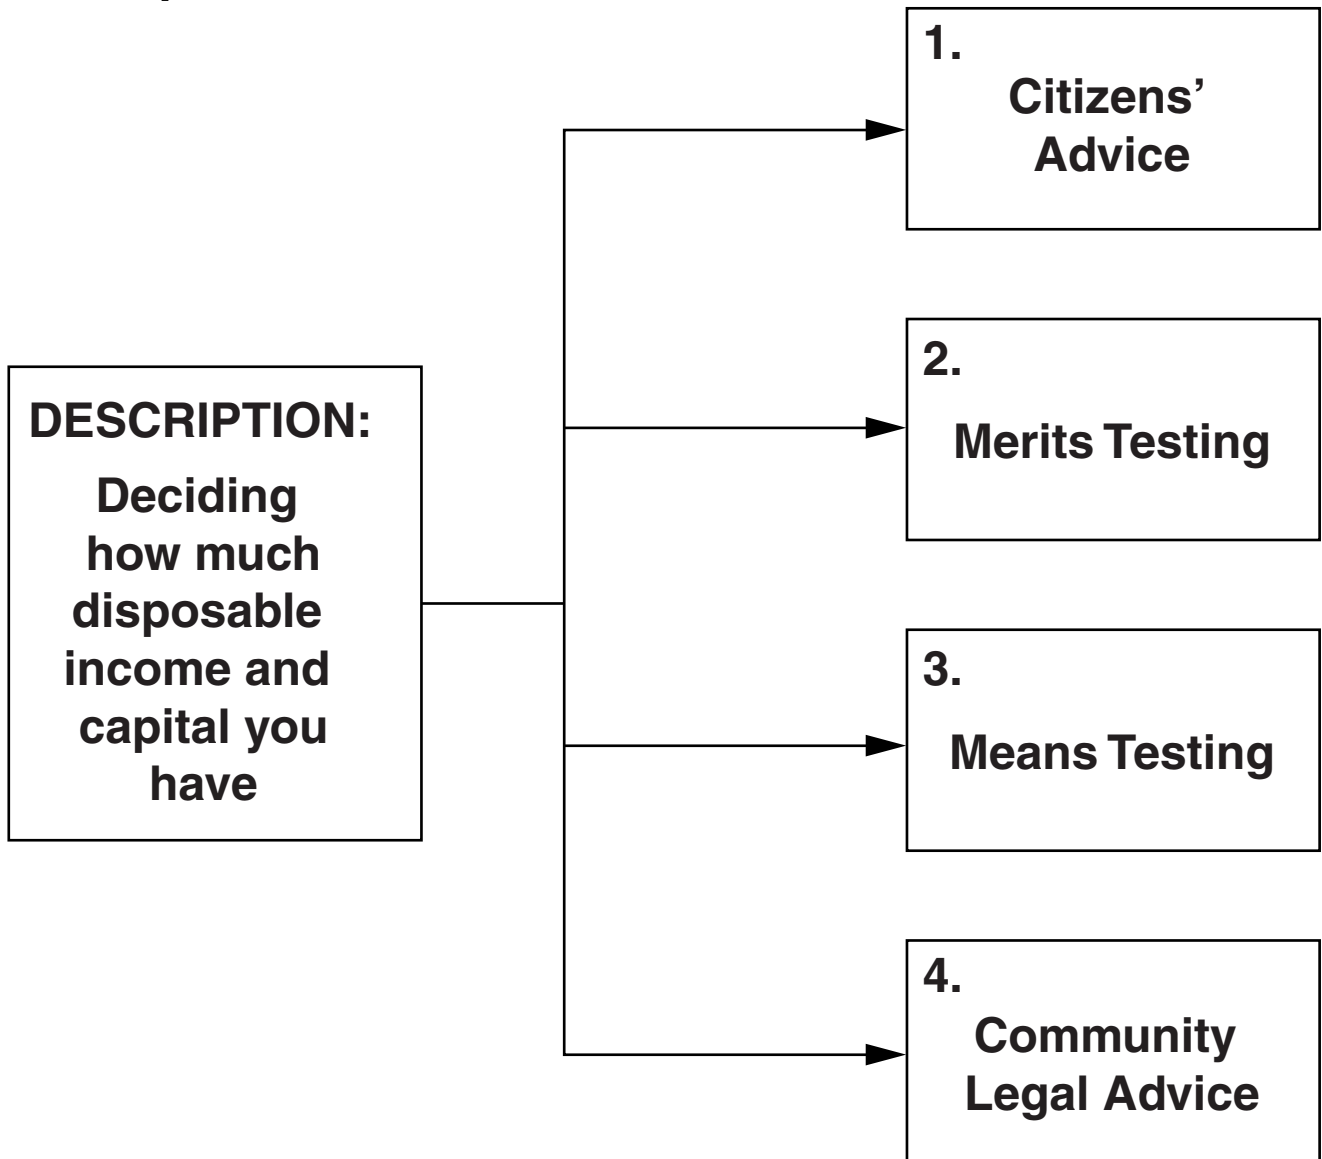 1.
Citizens’
Advice
2.
Merits Testing
DESCRIPTION:
Deciding
how much
disposable
income and
capital you
have
3.
Means Testing
4.
Community
Legal Advice